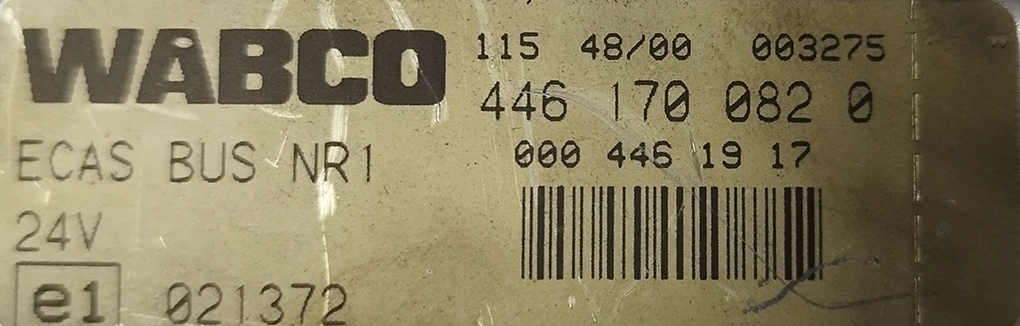 WABCO
115 48/00 003275
446 170 082 0
000 446 19 17
ECAS BUS NR1
24V
e1 021372